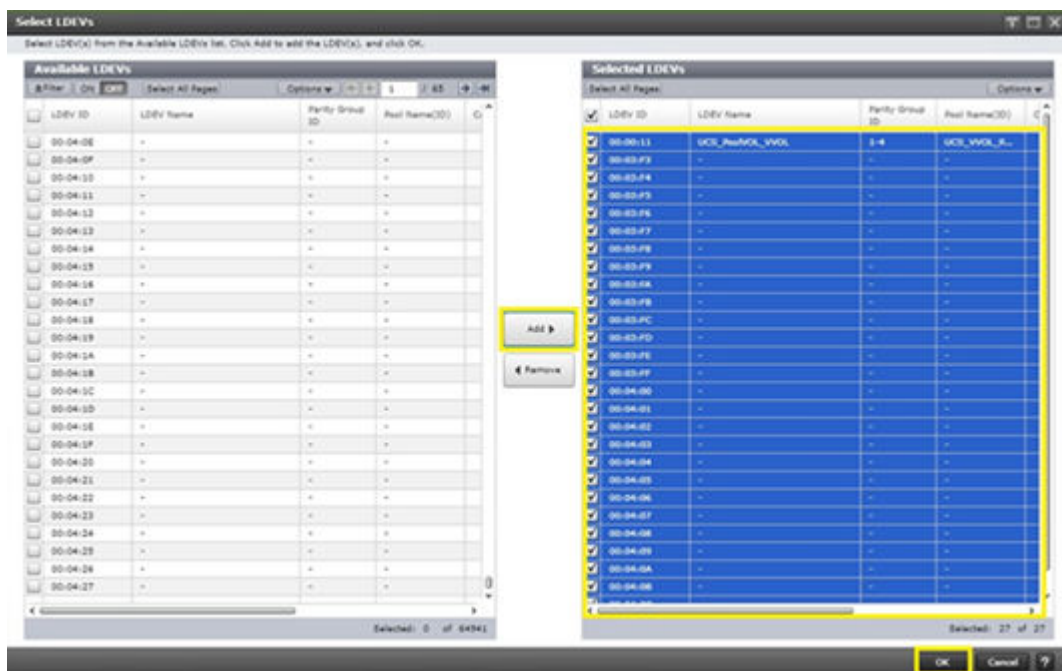 Select LDEVs
Select LDEV(s) from the Available LDEVs list. Click Add to add the LDEV(s), and click OK.
Available LDEVs
Filter ON OFF Select All Pages Options 1 / 65
LDEV ID LDEV Name Parity Group ID Pool Name(ID)
00:04:0E - - -
00:04:0F - - -
00:04:10 - - -
00:04:11 - - -
00:04:12 - - -
00:04:13 - - -
00:04:14 - - -
00:04:15 - - -
00:04:16 - - -
00:04:17 - - -
00:04:18 - - -
00:04:19 - - -
00:04:1A - - -
00:04:1B - - -
00:04:1C - - -
00:04:1D - - -
00:04:1E - - -
00:04:1F - - -
00:04:20 - - -
00:04:21 - - -
00:04:22 - - -
00:04:23 - - -
00:04:24 - - -
00:04:25 - - -
00:04:26 - - -
00:04:27 - - -
Selected: 0 of 64941
Add
Remove
Selected LDEVs
Select All Pages Options
LDEV ID LDEV Name Parity Group ID Pool Name(ID)
00:00:11 UCS_PoolVOL_VVOL 1-4 UCS_VVOL_R...
00:03:F3 - - -
00:03:F4 - - -
00:03:F5 - - -
00:03:F6 - - -
00:03:F7 - - -
00:03:F8 - - -
00:03:F9 - - -
00:03:FA - - -
00:03:FB - - -
00:03:FC - - -
00:03:FD - - -
00:03:FE - - -
00:03:FF - - -
00:04:00 - - -
00:04:01 - - -
00:04:02 - - -
00:04:03 - - -
00:04:04 - - -
00:04:05 - - -
00:04:06 - - -
00:04:07 - - -
00:04:08 - - -
00:04:09 - - -
00:04:0A - - -
00:04:0B - - -
Selected: 27 of 27
OK Cancel ?